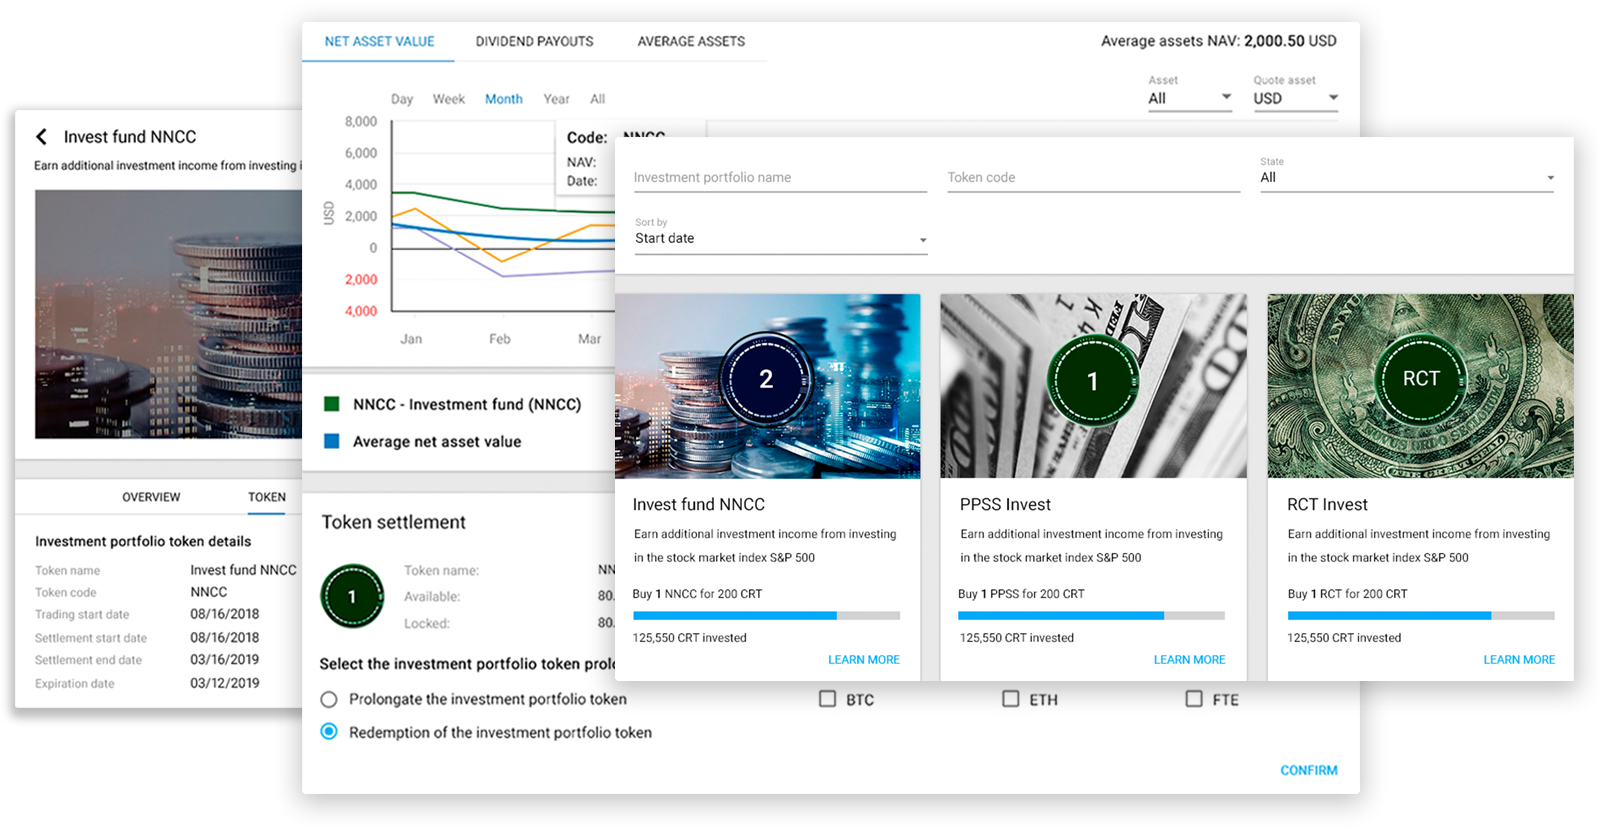 Invest fund NNCC
Earn additional investment income from investing
OVERVIEW TOKEN
Investment portfolio token details
Token name Invest fund NNCC
Token code NNCC
Trading start date 08/16/2018
Settlement start date 08/16/2018
Settlement end date 03/16/2019
Expiration date 03/12/2019
NET ASSET VALUE DIVIDEND PAYOUTS AVERAGE ASSETS
Average assets NAV: 2,000.50 USD
Asset
All
Quote asset
USD
Day Week Month Year All
8,000
6,000
4,000
2,000
0
2,000
4,000
USD
Jan Feb Mar
Code: NNCC
NAV:
Date:
NNCC - Investment fund (NNCC)
Average net asset value
Token settlement
1
Token name: NN
Available: 80.
Locked: 80.
Select the investment portfolio token
Prolongate the investment portfolio token
BTC ETH FTE
Redemption of the investment portfolio token
CONFIRM
Investment portfolio name
Token code
State
All
Sort by
Start date
2
Invest fund NNCC
Earn additional investment income from investing
in the stock market index S&P 500
Buy 1 NNCC for 200 CRT
125,550 CRT invested
LEARN MORE
1
PPSS Invest
Earn additional investment income from investing
in the stock market index S&P 500
Buy 1 PPSS for 200 CRT
125,550 CRT invested
LEARN MORE
RCT
RCT Invest
Earn additional investment income from investing
in the stock market index S&P 500
Buy 1 RCT for 200 CRT
125,550 CRT invested
LEARN MORE